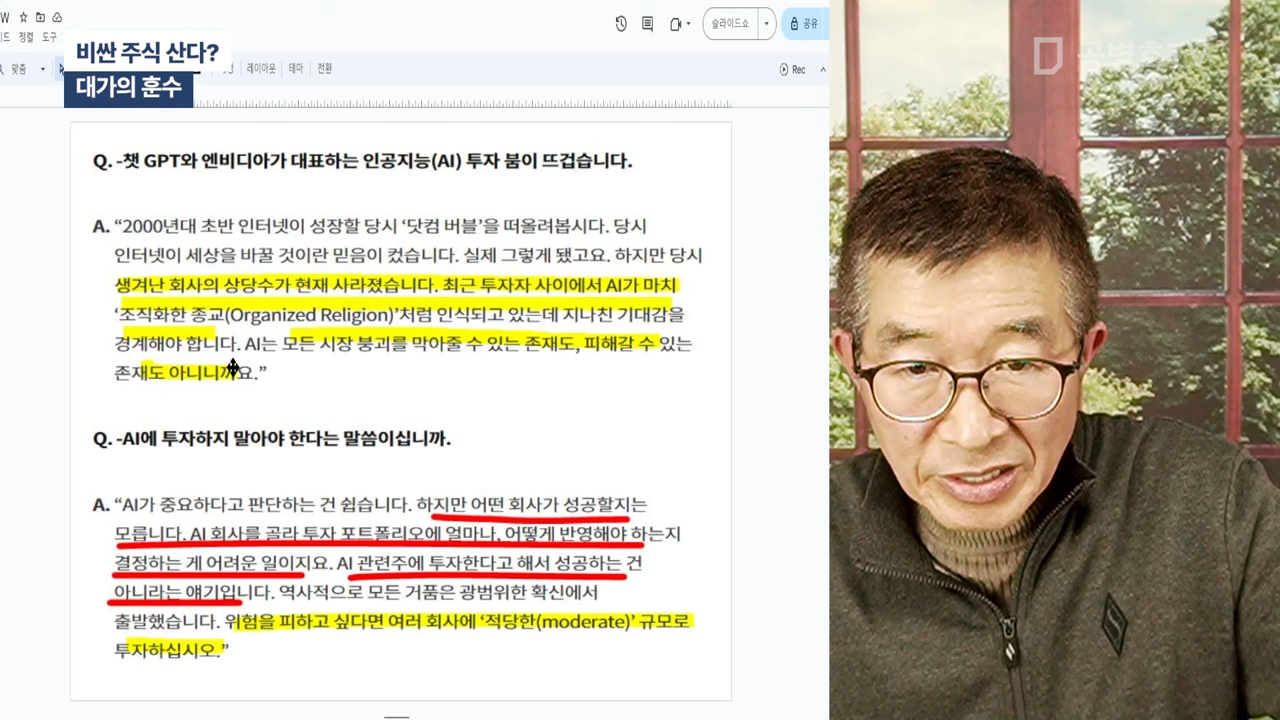 W
드 정렬 도구
비싼 주식 산다?
대가의 훈수
맞춤
레이아웃 테마 전환
슬라이드쇼
공유
Rec
공병호TV
Q. -챗 GPT와 엔비디아가 대표하는 인공지능(AI) 투자 붐이 뜨겁습니다.
A. “2000년대 초반 인터넷이 성장할 당시 ‘닷컴 버블’을 떠올려봅시다. 당시
인터넷이 세상을 바꿀 것이란 믿음이 컸습니다. 실제 그렇게 됐고요. 하지만 당시
생겨난 회사의 상당수가 현재 사라졌습니다. 최근 투자자 사이에서 AI가 마치
‘조직화한 종교(Organized Religion)’처럼 인식되고 있는데 지나친 기대감을
경계해야 합니다. AI는 모든 시장 붕괴를 막아줄 수 있는 존재도, 피해갈 수 있는
존재도 아니니까요.”
Q. -AI에 투자하지 말아야 한다는 말씀이십니까.
A. “AI가 중요하다고 판단하는 건 쉽습니다. 하지만 어떤 회사가 성공할지는
모릅니다. AI 회사를 골라 투자 포트폴리오에 얼마나, 어떻게 반영해야 하는지
결정하는 게 어려운 일이지요. AI 관련주에 투자한다고 해서 성공하는 건
아니라는 얘기입니다. 역사적으로 모든 거품은 광범위한 확신에서
출발했습니다. 위험을 피하고 싶다면 여러 회사에 ‘적당한(moderate)’ 규모로
투자하십시오.”